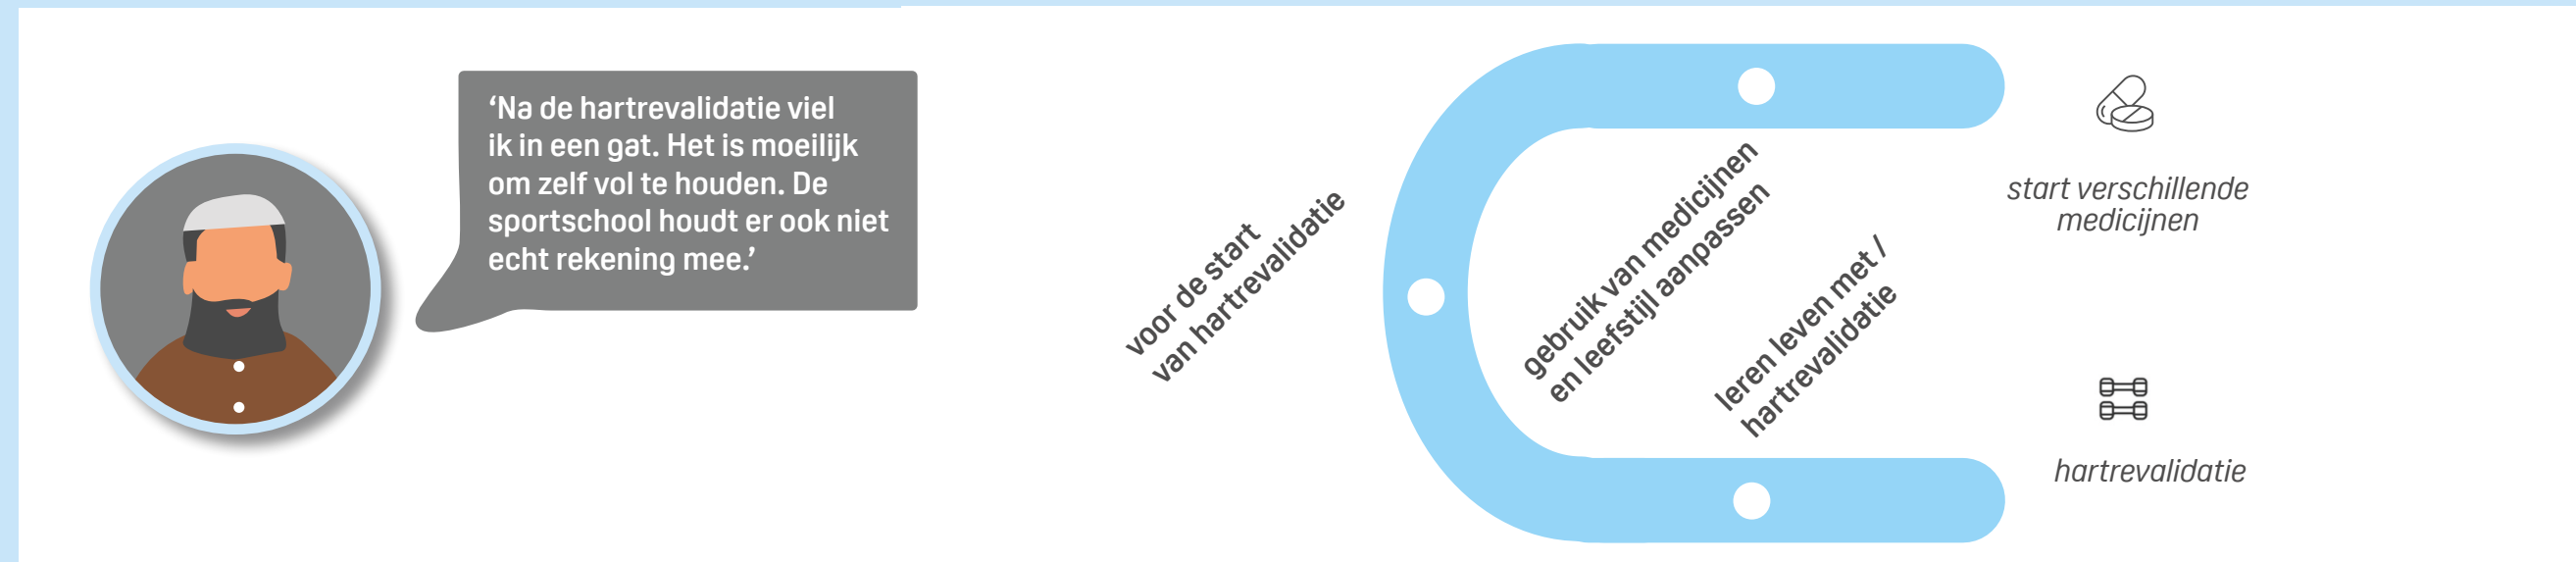 ‘Na de hartrevalidatie viel
ik in een gat. Het is moeilijk
om zelf vol te houden. De
sportschool houdt er ook niet
echt rekening mee.’
voor de start
van hartrevalidatie
gebruik van medicijnen
en leefstijl aanpassen
leren leven met /
hartrevalidatie
start verschillende
medicijnen
hartrevalidatie